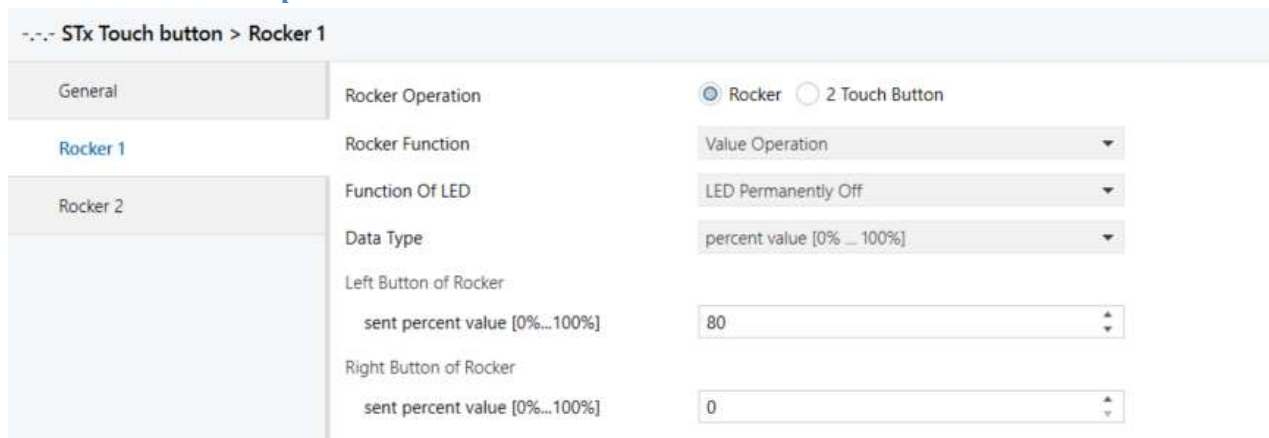 -.-.- STx Touch button > Rocker 1
General
Rocker 1
Rocker 2
Rocker Operation Rocker 2 Touch Button
Rocker Function Value Operation
Function Of LED LED Permanently Off
Data Type percent value [0% ... 100%]
Left Button of Rocker
sent percent value [0%...100%] 80
Right Button of Rocker
sent percent value [0%...100%] 0